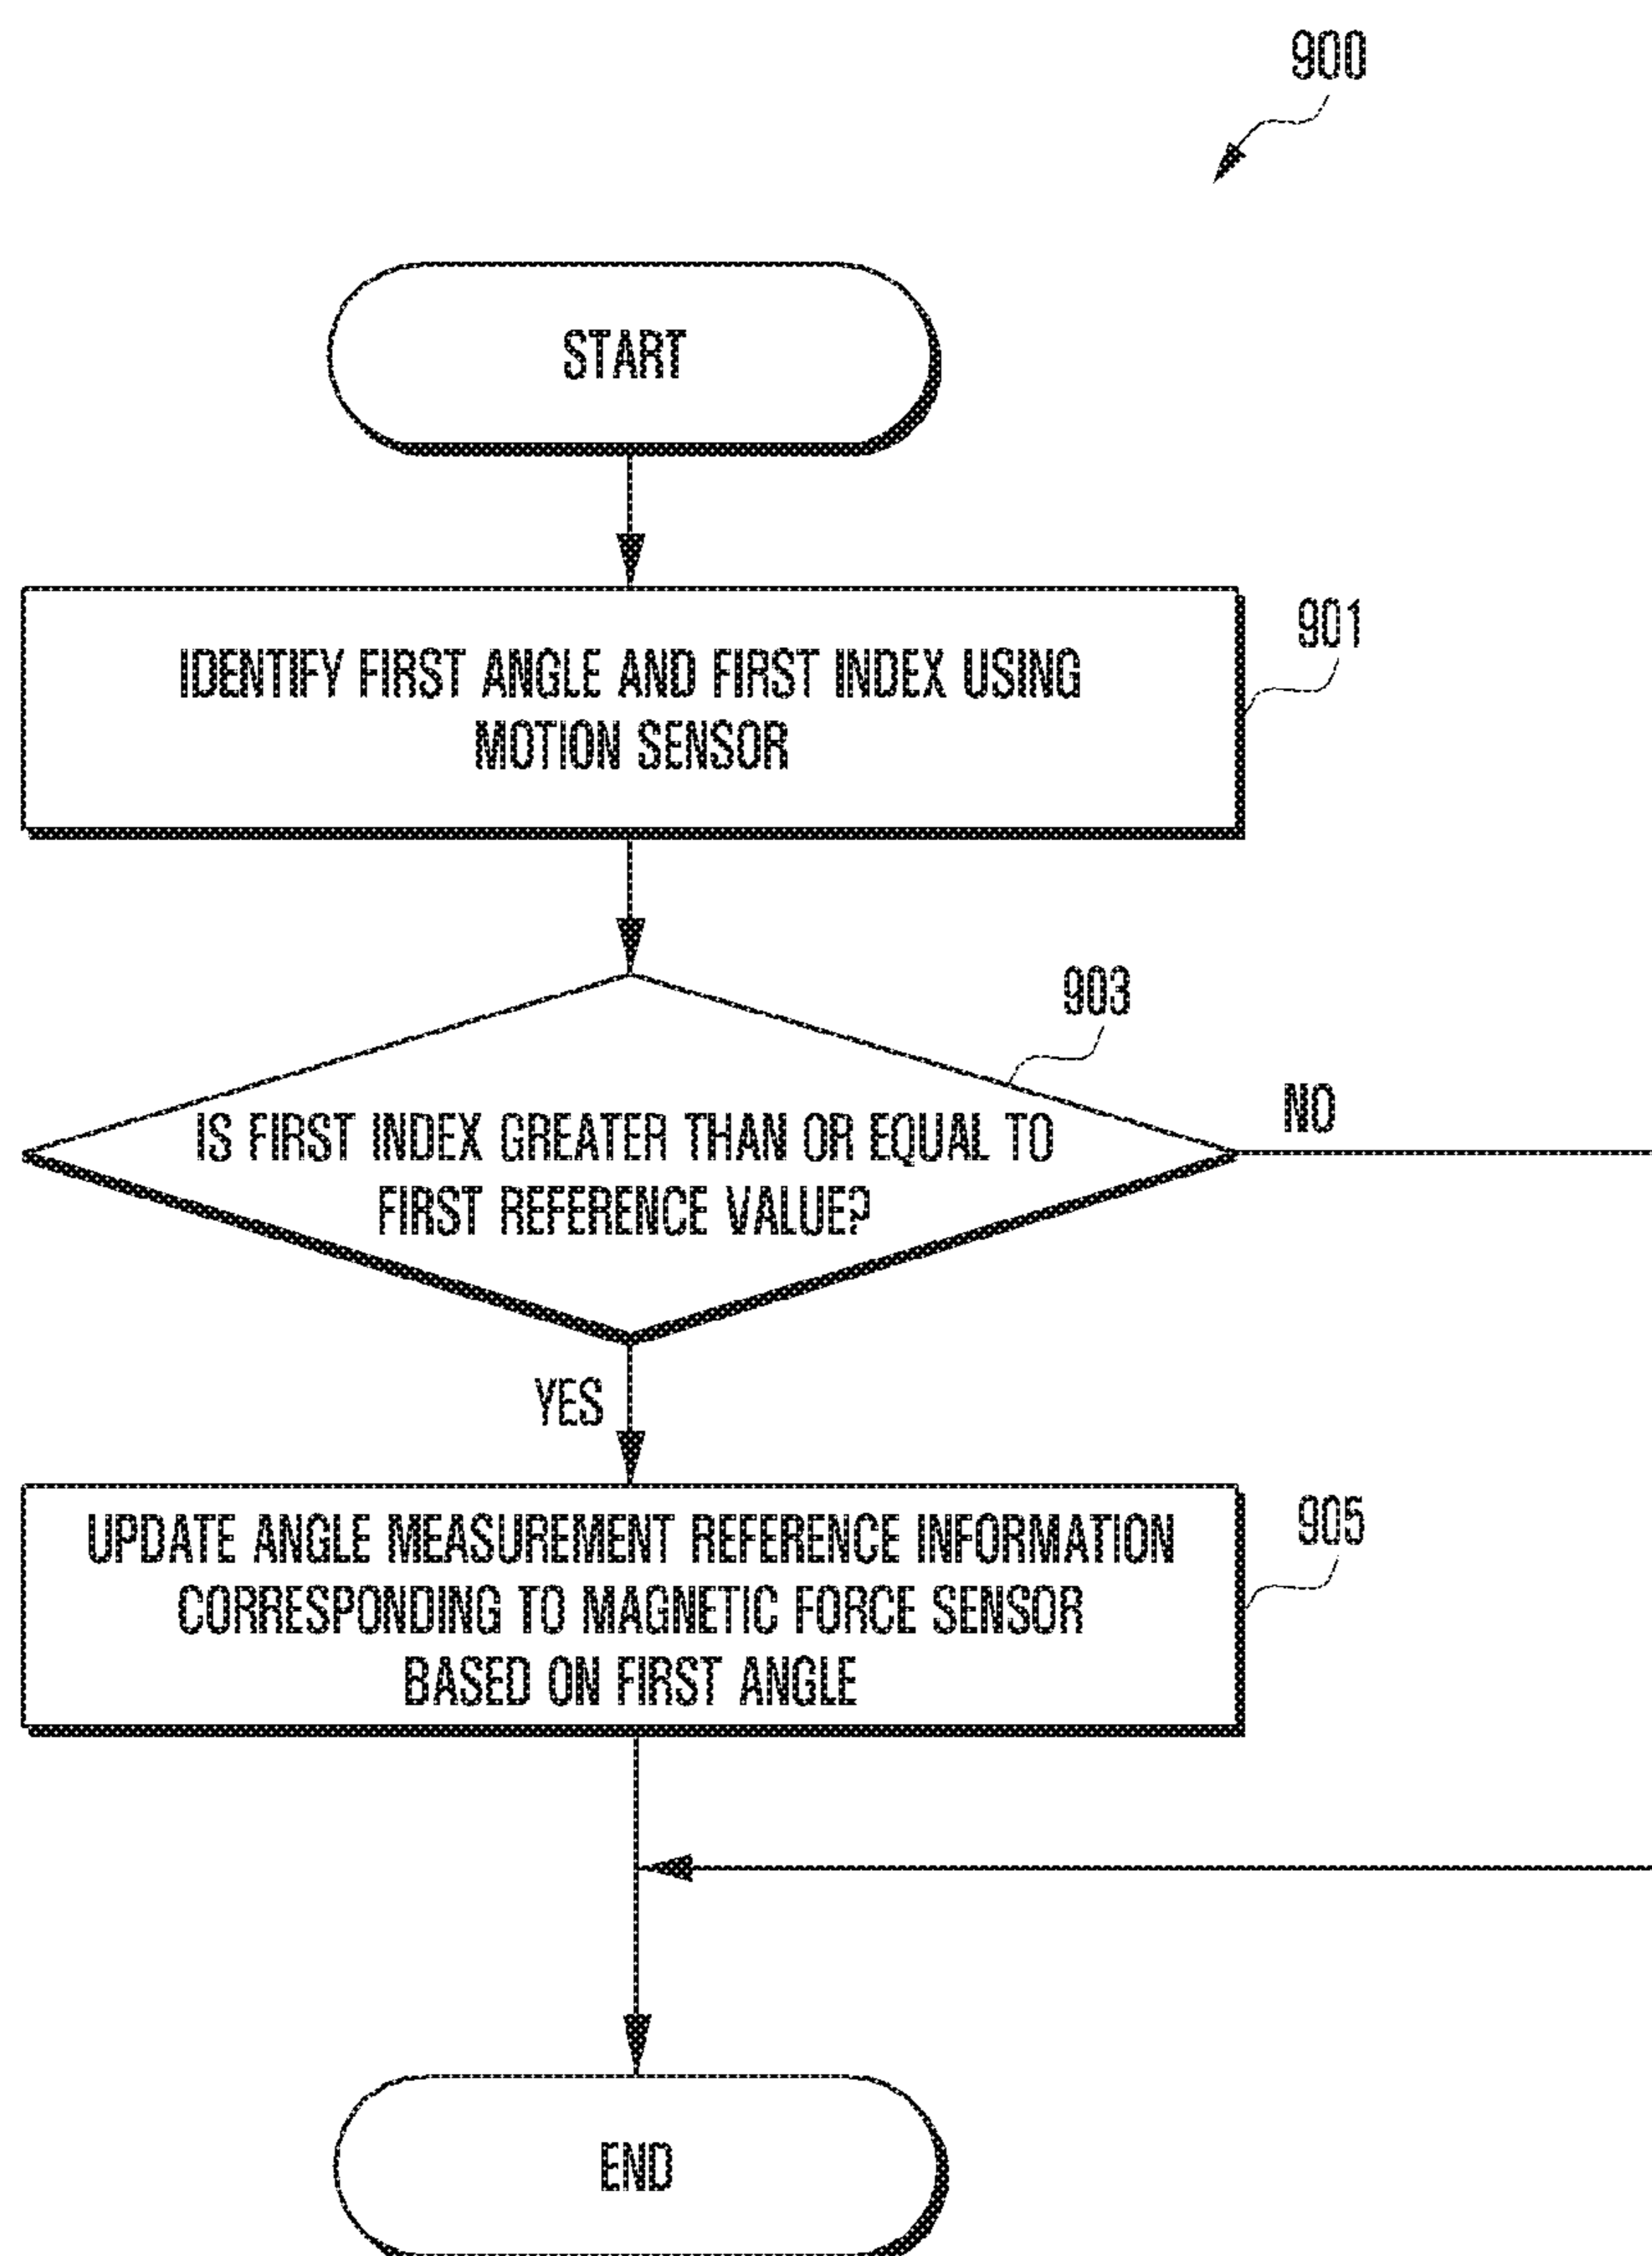 900
START
IDENTIFY FIRST ANGLE AND FIRST INDEX USING
MOTION SENSOR
901
903
IS FIRST INDEX GREATER THAN OR EQUAL TO
FIRST REFERENCE VALUE?
NO
YES
UPDATE ANGLE MEASUREMENT REFERENCE INFORMATION
CORRESPONDING TO MAGNETIC FORCE SENSOR
BASED ON FIRST ANGLE
905
END